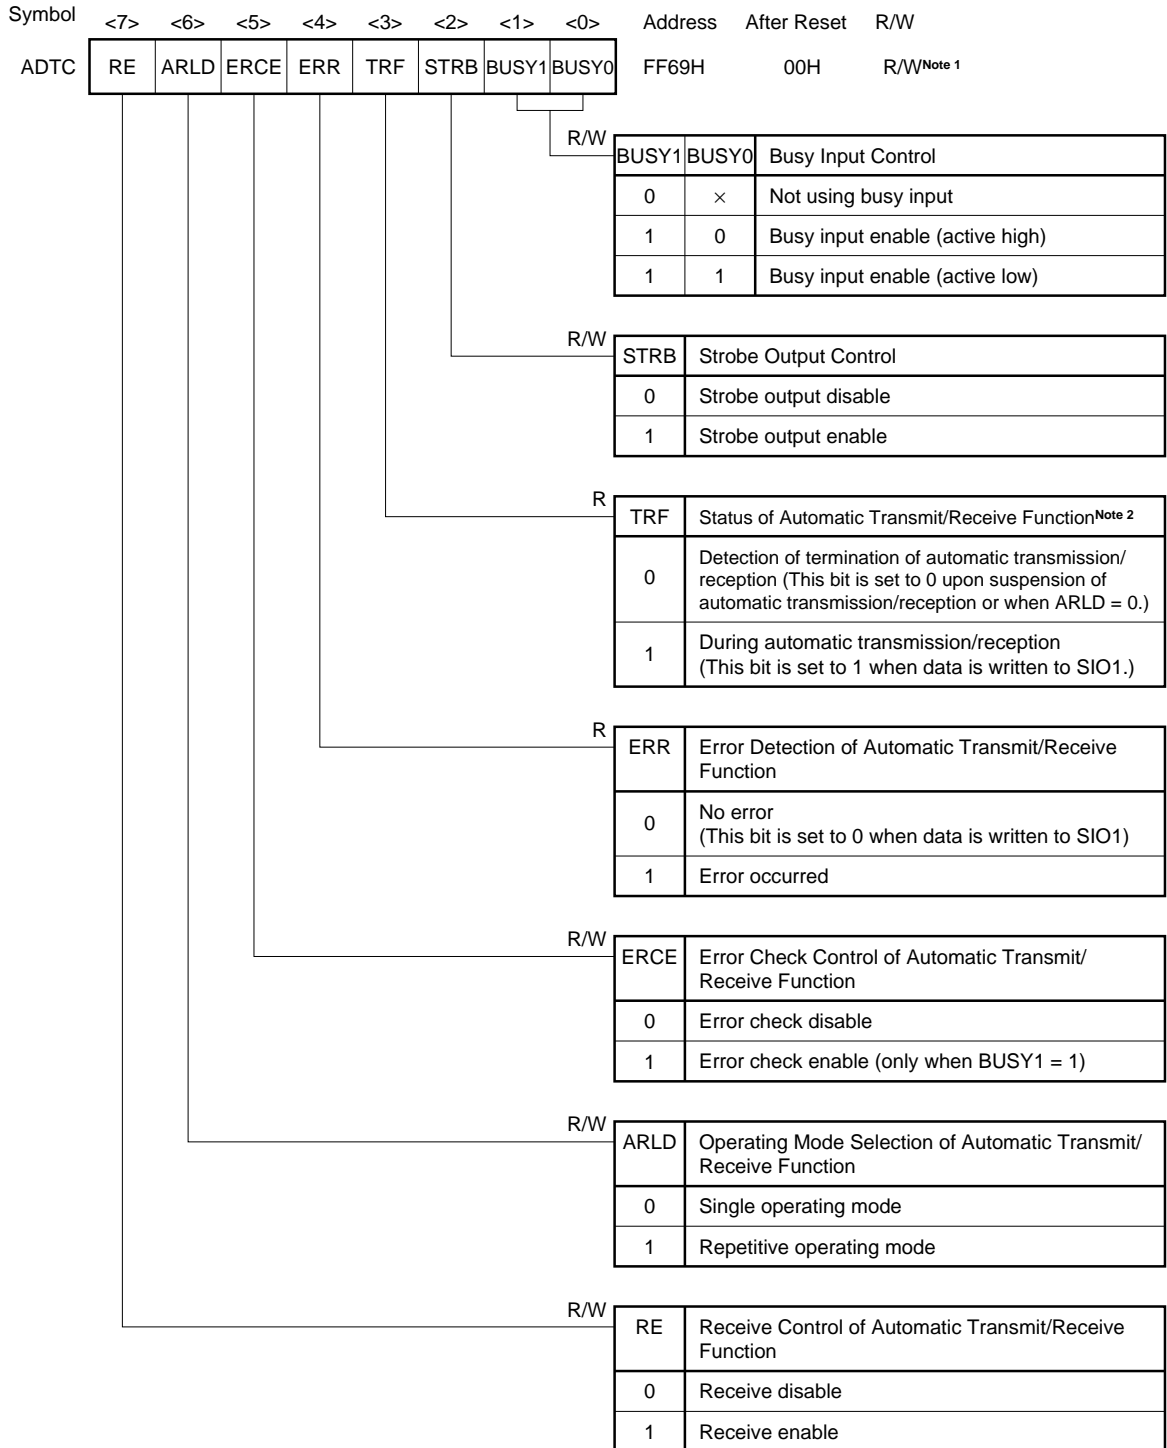 Symbol <7> <6> <5> <4> <3> <2> <1> <0> Address After Reset R/W
ADTC RE ARLD ERCE ERR TRF STRB BUSY1 BUSY0 FF69H 00H R/WNote 1
R/W
BUSY1 BUSY0 Busy Input Control
0 × Not using busy input
1 0 Busy input enable (active high)
1 1 Busy input enable (active low)
R/W
STRB Strobe Output Control
0 Strobe output disable
1 Strobe output enable
R
TRF Status of Automatic Transmit/Receive FunctionNote 2
0 Detection of termination of automatic transmission/
reception (This bit is set to 0 upon suspension of
automatic transmission/reception or when ARLD = 0.)
1 During automatic transmission/reception
(This bit is set to 1 when data is written to SIO1.)
R
ERR Error Detection of Automatic Transmit/Receive
Function
0 No error
(This bit is set to 0 when data is written to SIO1)
1 Error occurred
R/W
ERCE Error Check Control of Automatic Transmit/
Receive Function
0 Error check disable
1 Error check enable (only when BUSY1 = 1)
R/W
ARLD Operating Mode Selection of Automatic Transmit/
Receive Function
0 Single operating mode
1 Repetitive operating mode
R/W
RE Receive Control of Automatic Transmit/Receive
Function
0 Receive disable
1 Receive enable